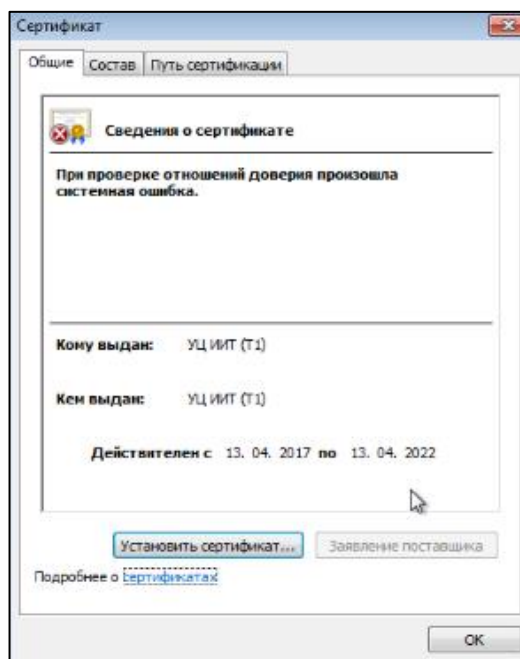 Сертификат
Общие Состав Путь сертификации
Сведения о сертификате
При проверке отношений доверия произошла
системная ошибка.
Кому выдан: УЦ ИИТ (Т1)
Кем выдан: УЦ ИИТ (Т1)
Действителен с 13. 04. 2017 по 13. 04. 2022
Установить сертификат... Заявление поставщика
Подробнее о сертификатах
ОК